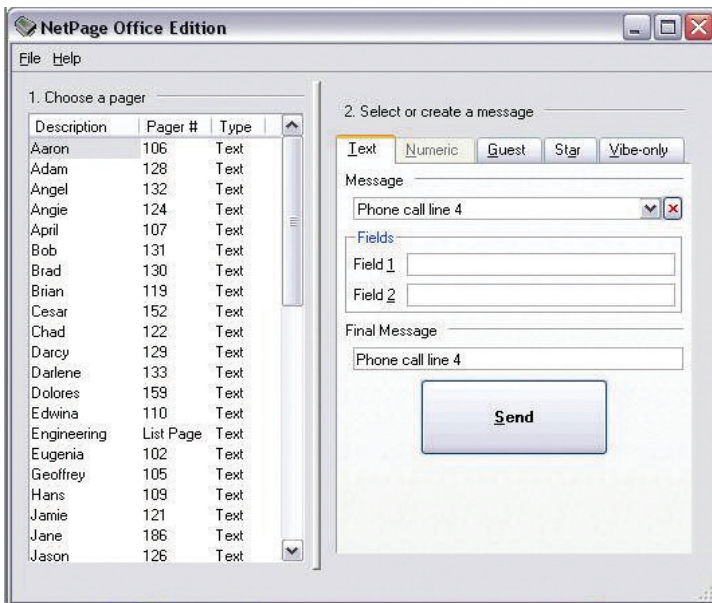 NetPage Office Edition
File Help
1. Choose a pager
Description Pager # Type
Aaron 106 Text
Adam 128 Text
Angel 132 Text
Angie 124 Text
April 107 Text
Bob 131 Text
Brad 130 Text
Brian 119 Text
Cesar 152 Text
Chad 122 Text
Darcy 129 Text
Darlene 133 Text
Dolores 159 Text
Edwina 110 Text
Engineering List Page Text
Eugenia 102 Text
Geoffrey 105 Text
Hans 109 Text
Jamie 121 Text
Jane 186 Text
Jason 126 Text
2. Select or create a message
Text Numeric Guest Star Vibe-only
Message
Phone call line 4
Fields
Field 1
Field 2
Final Message
Phone call line 4
Send